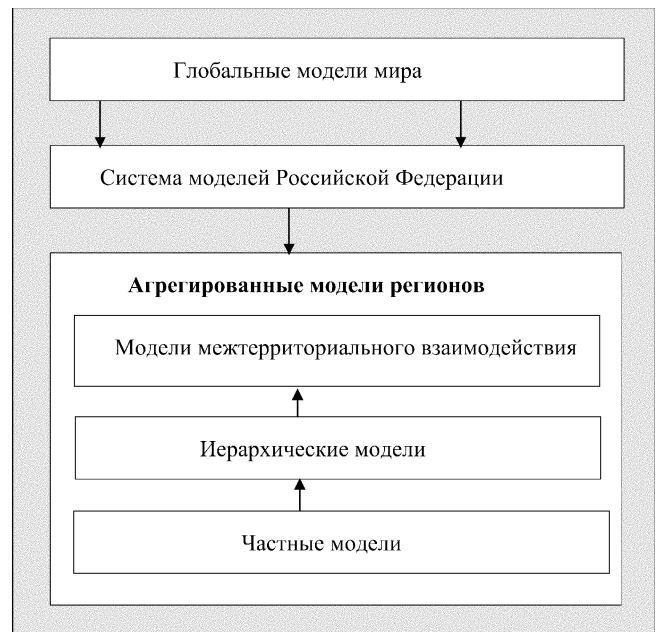 Глобальные модели мира
Система моделей Российской Федерации
Агрегированные модели регионов
Модели межтерриториального взаимодействия
Иерархические модели
Частные модели